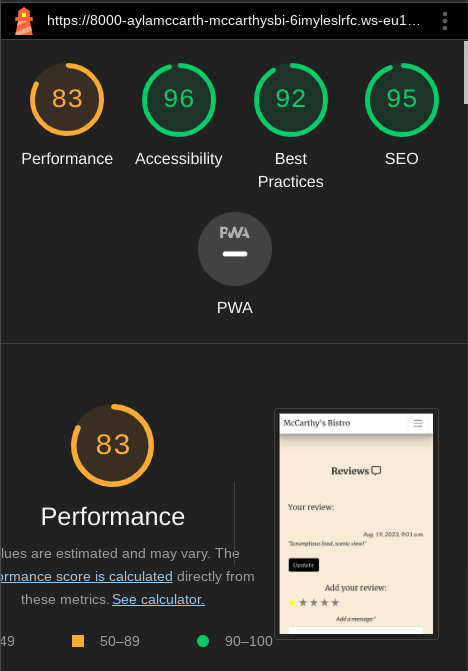 https://8000-aylamccarth-mccarthysbi-6imyleslrfc.ws-eu1…
83
96
92
95
Performance
Accessibility
Best
Practices
SEO
PWA
PWA
83
Performance
lues are estimated and may vary. The
ormance score is calculated directly from
these metrics. See calculator.
49
50–89
90–100
McCarthy's Bistro
Reviews
Your review:
Aug. 19, 2023, 9:01 a.m.
"Scrumptious food, scenic view!"
Update
Add your review:
Add a message:*